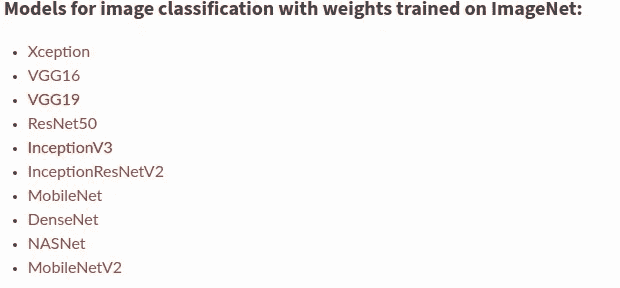 Models for image classification with weights trained on ImageNet:
• Xception
• VGG16
• VGG19
• ResNet50
• InceptionV3
• InceptionResNetV2
• MobileNet
• DenseNet
• NASNet
• MobileNetV2